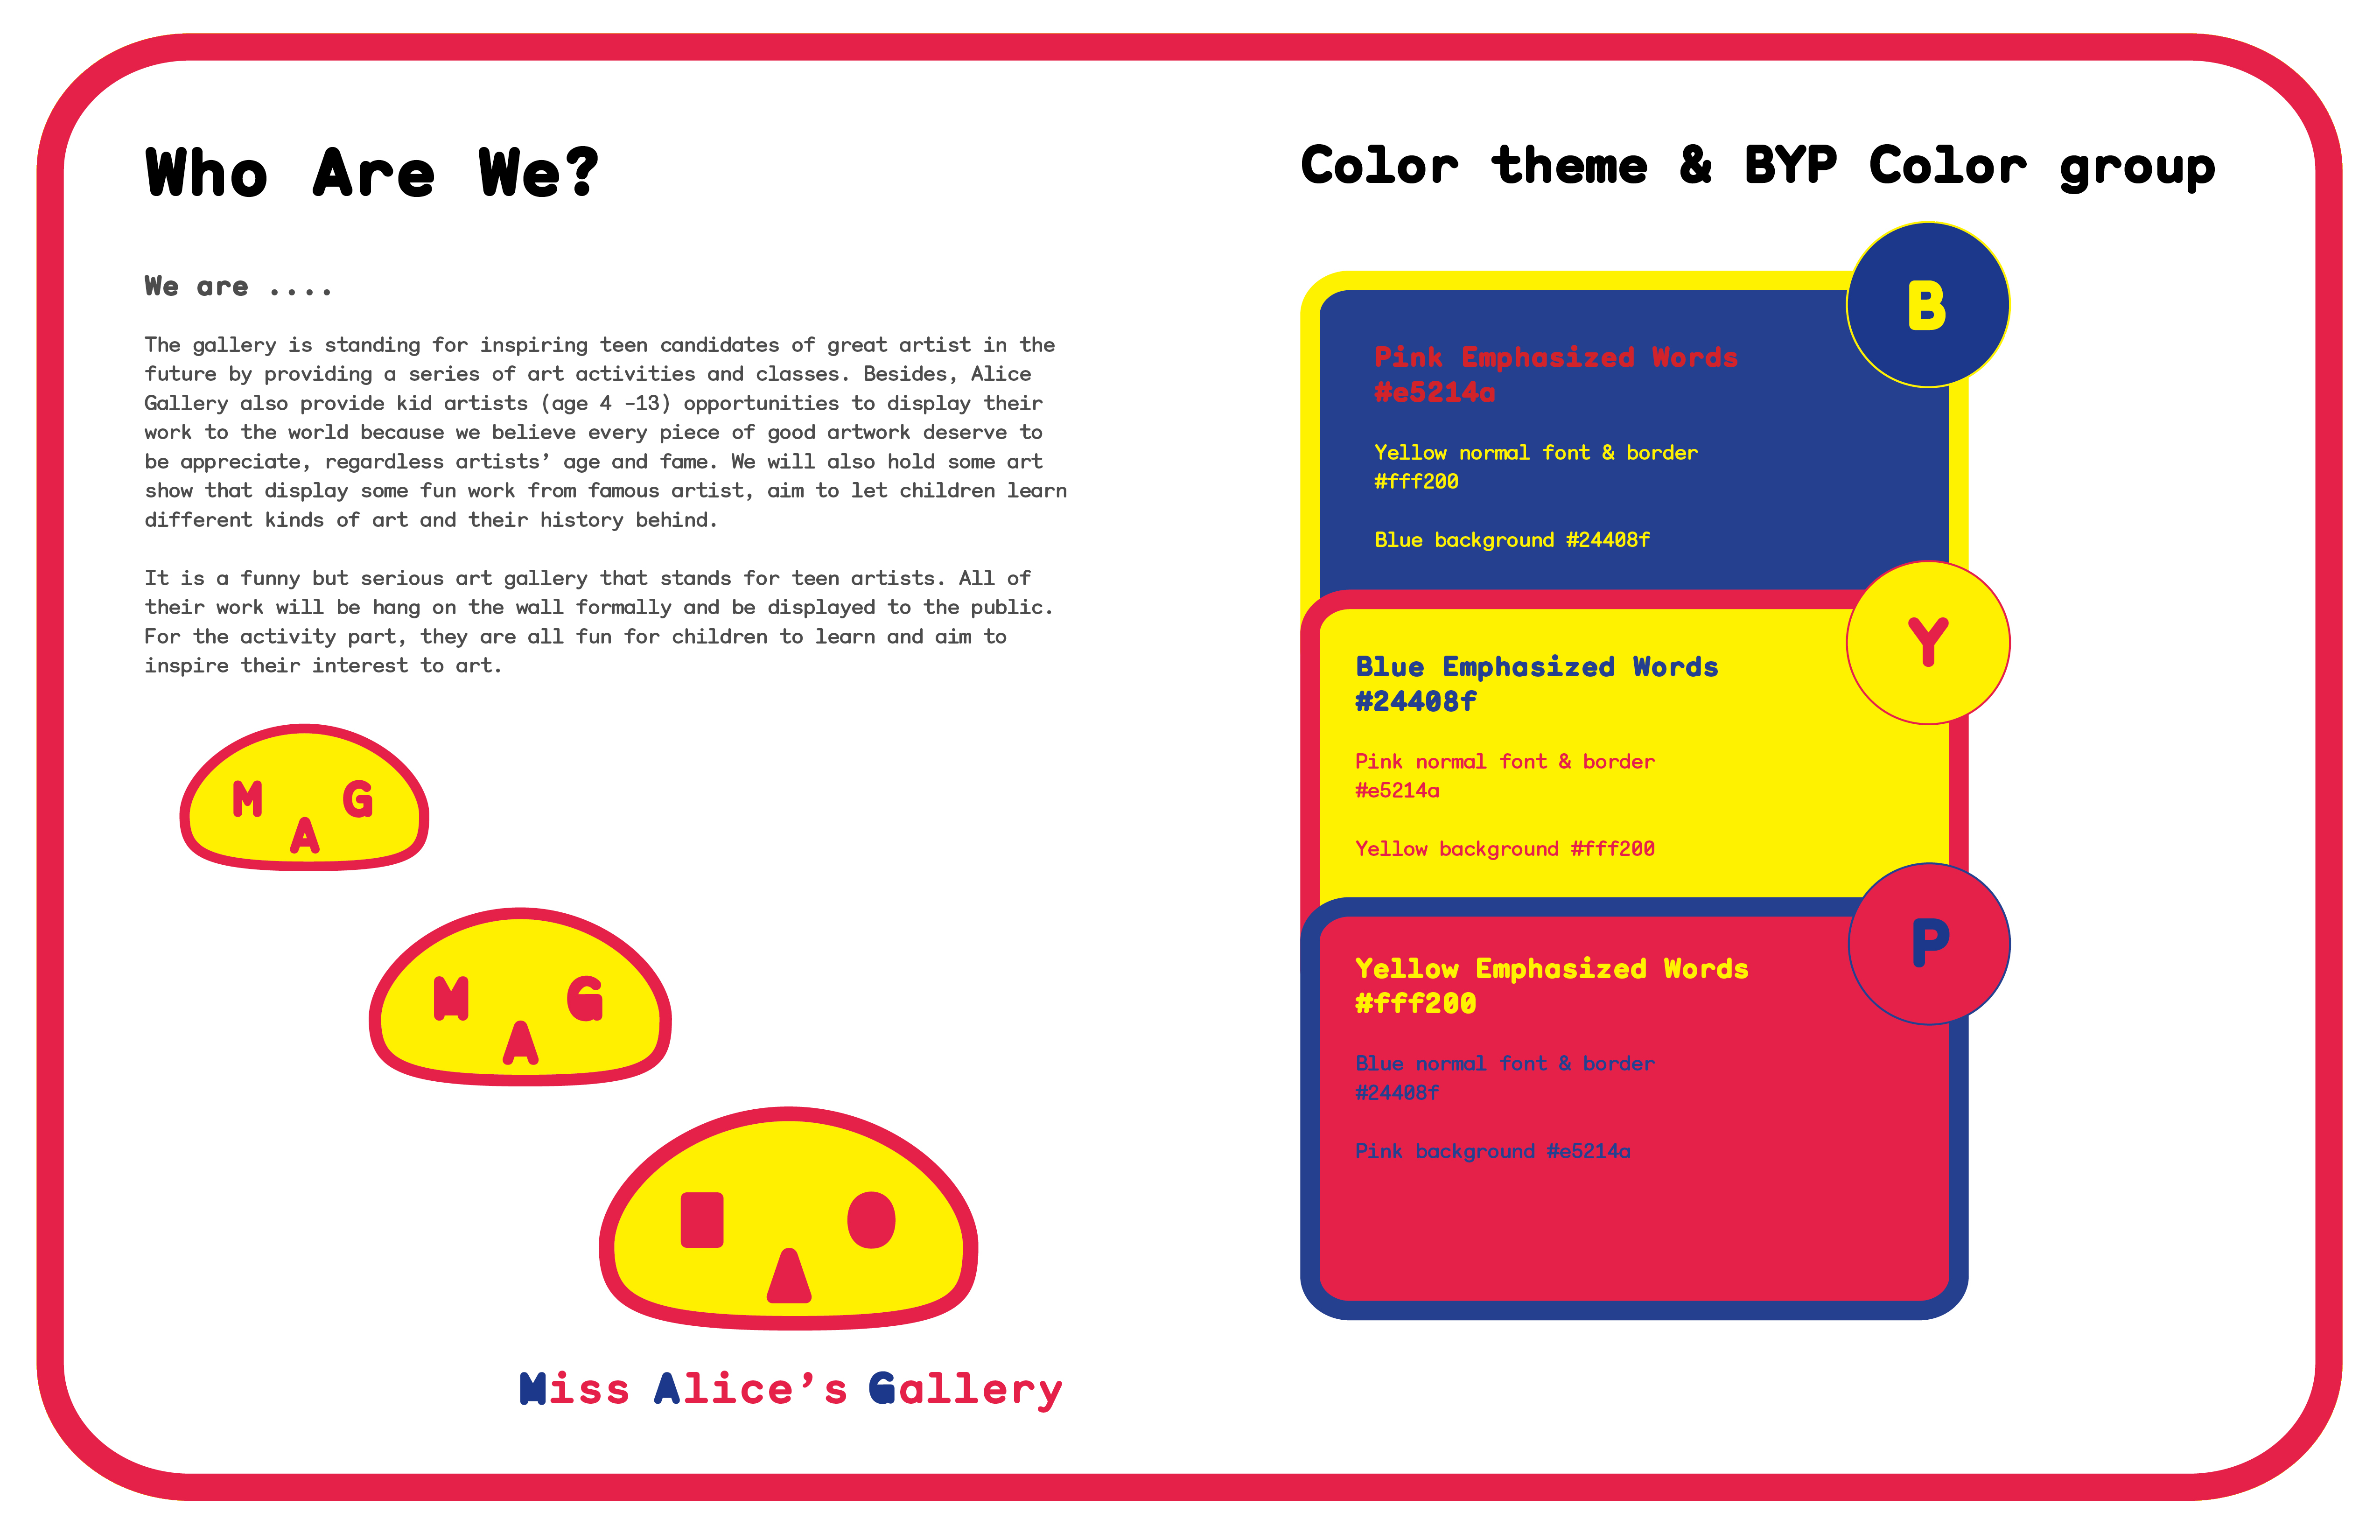 Who Are We?
We are ....
The gallery is standing for inspiring teen candidates of great artist in the
future by providing a series of art activities and classes. Besides, Alice
Gallery also provide kid artists (age 4 -13) opportunities to display their
work to the world because we believe every piece of good artwork deserve to
be appreciate, regardless artists’ age and fame. We will also hold some art
show that display some fun work from famous artist, aim to let children learn
different kinds of art and their history behind.
It is a funny but serious art gallery that stands for teen artists. All of
their work will be hang on the wall formally and be displayed to the public.
For the activity part, they are all fun for children to learn and aim to
inspire their interest to art.
M G
A
M G
A
A
Miss Alice’s Gallery
Color theme & BYP Color group
B
Pink Emphasized Words
#e5214a
Yellow normal font & border
#fff200
Blue background #24408f
Y
Blue Emphasized Words
#24408f
Pink normal font & border
#e5214a
Yellow background #fff200
P
Yellow Emphasized Words
#fff200
Blue normal font & border
#24408f
Pink background #e5214a